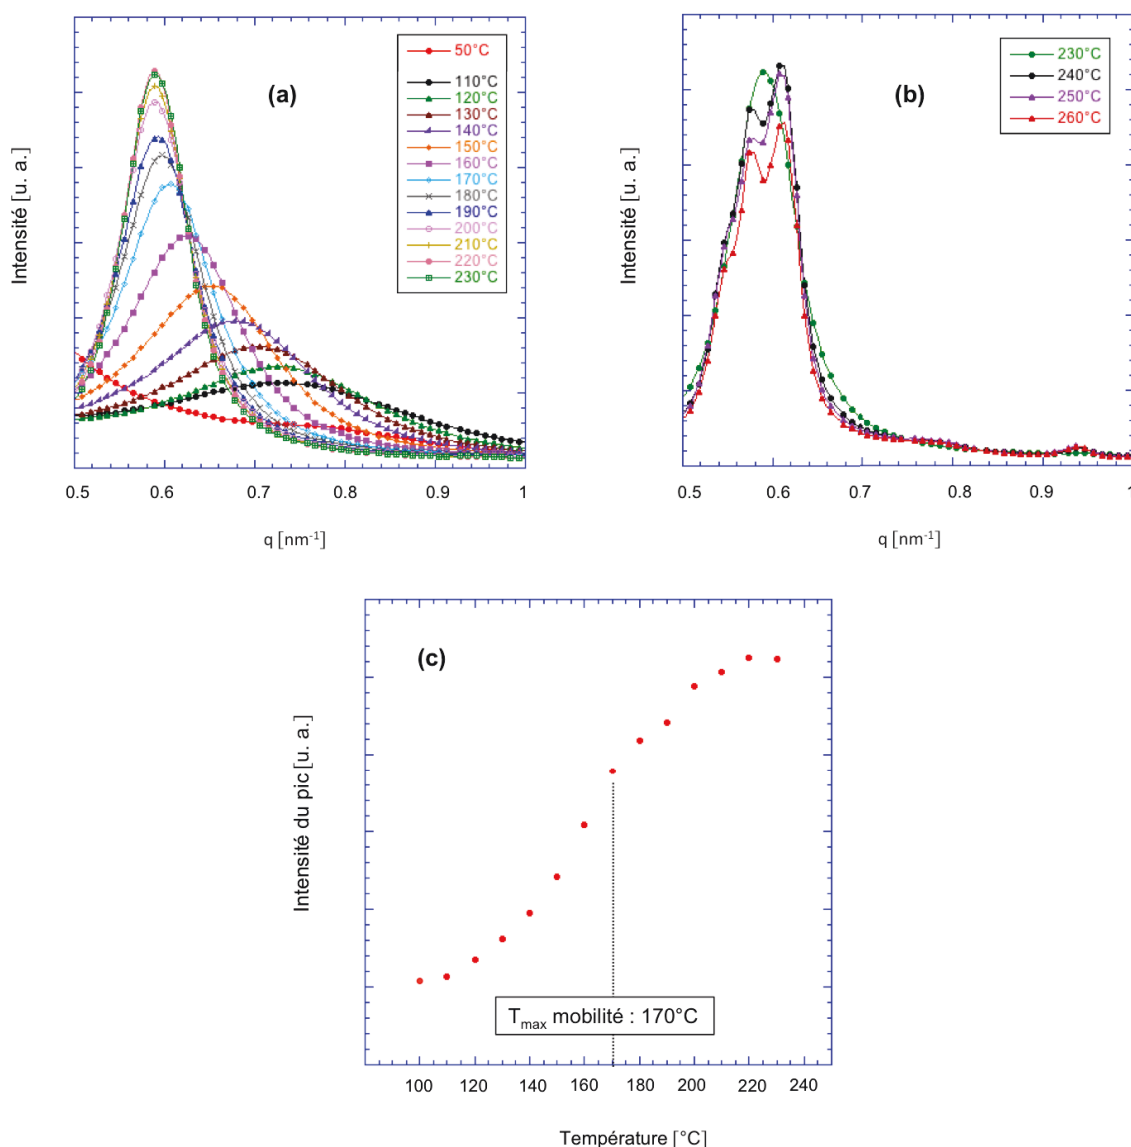 (a)
Intensité [u. a.]
50°C
110°C
120°C
130°C
140°C
150°C
160°C
170°C
180°C
190°C
200°C
210°C
220°C
230°C
0.5 0.6 0.7 0.8 0.9 1
q [nm-1]
(b)
Intensité [u. a.]
230°C
240°C
250°C
260°C
0.5 0.6 0.7 0.8 0.9 1
q [nm-1]
(c)
Intensité du pic [u. a.]
Tmax mobilité : 170°C
100 120 140 160 180 200 220 240
Température [°C]